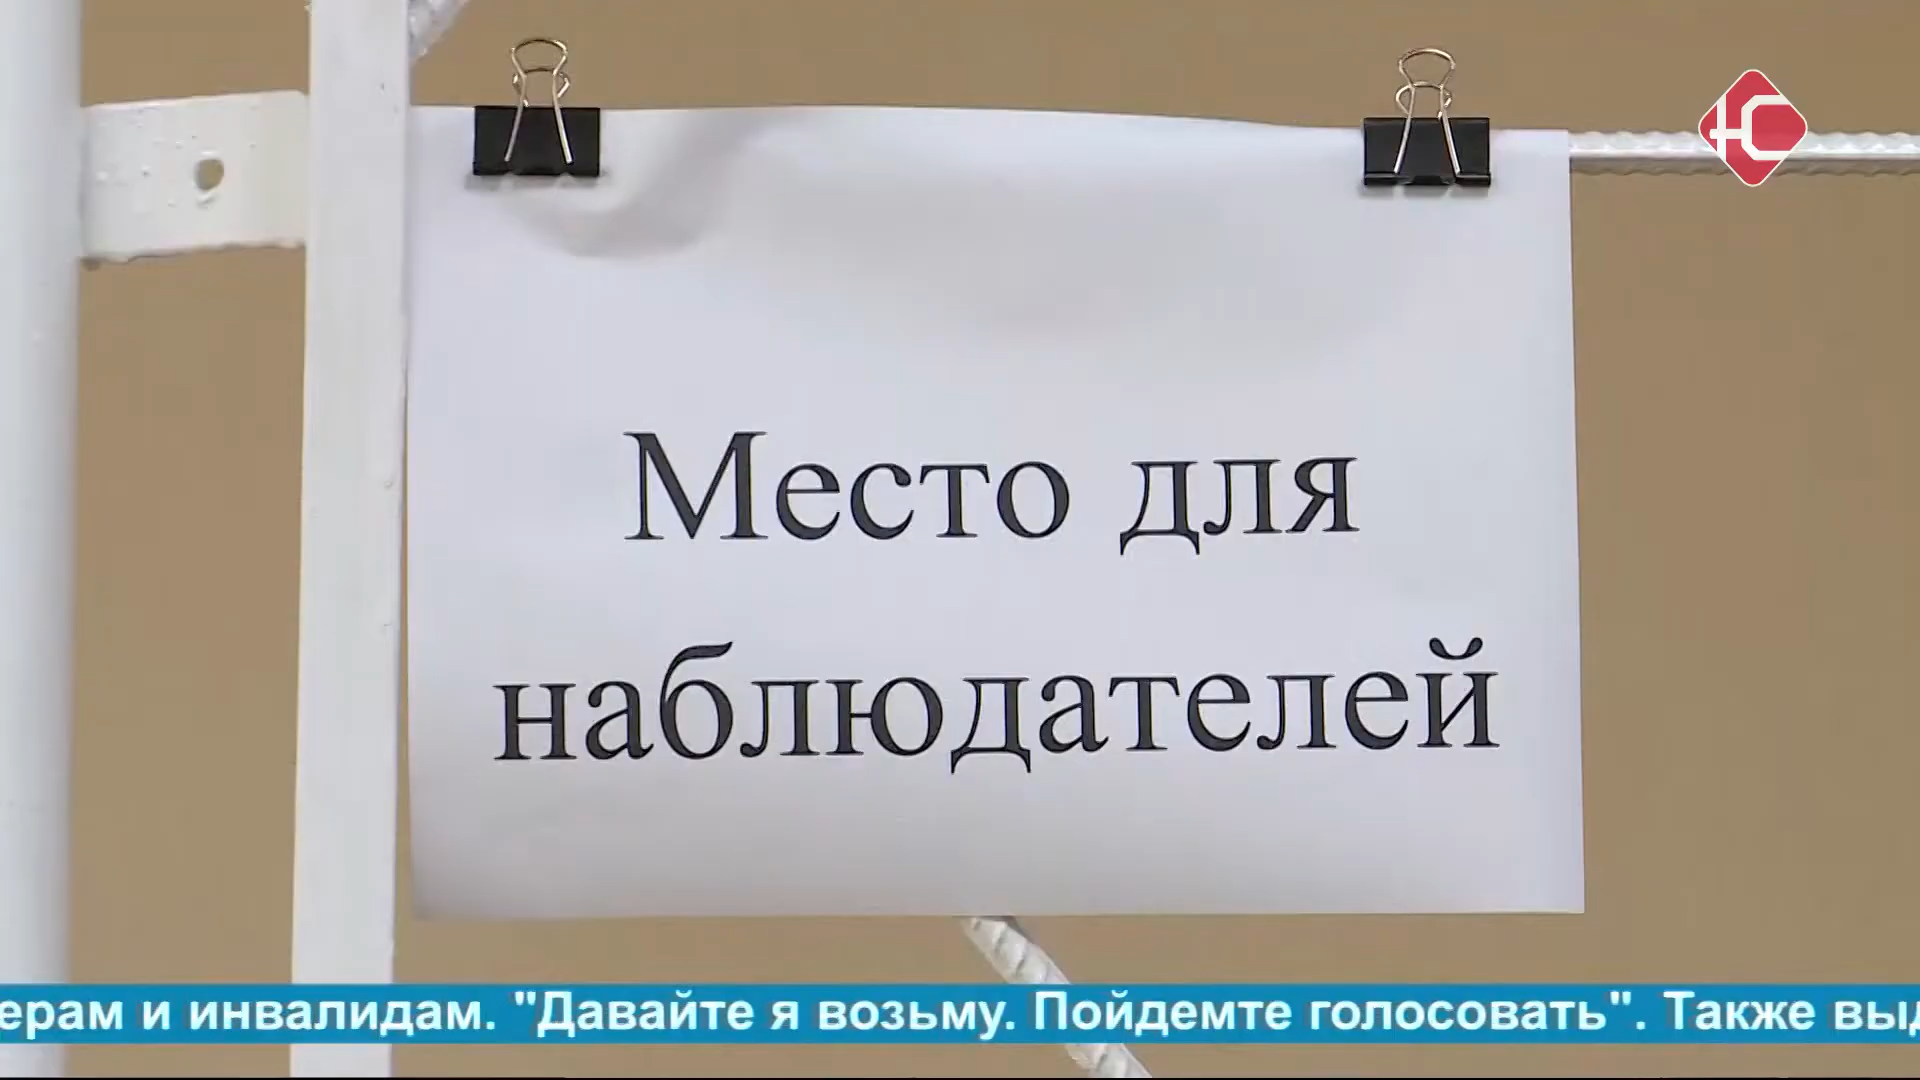 Место для
наблюдателей
ерам и инвалидам. "Давайте я возьму. Пойдемте голосовать". Также выд